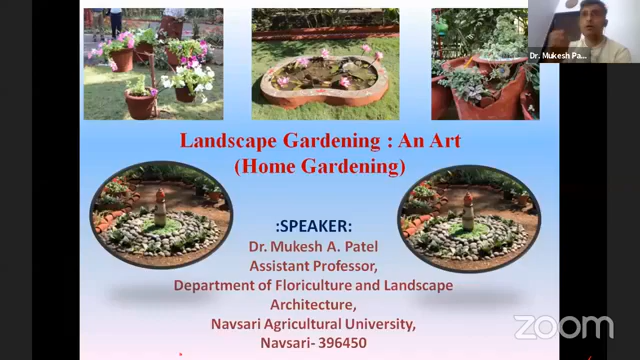 Dr. Mukesh Pa...
Landscape Gardening : An Art
(Home Gardening)
:SPEAKER:
Dr. Mukesh A. Patel
Assistant Professor,
Department of Floriculture and Landscape
Architecture,
Navsari Agricultural University,
Navsari- 396450
zoom